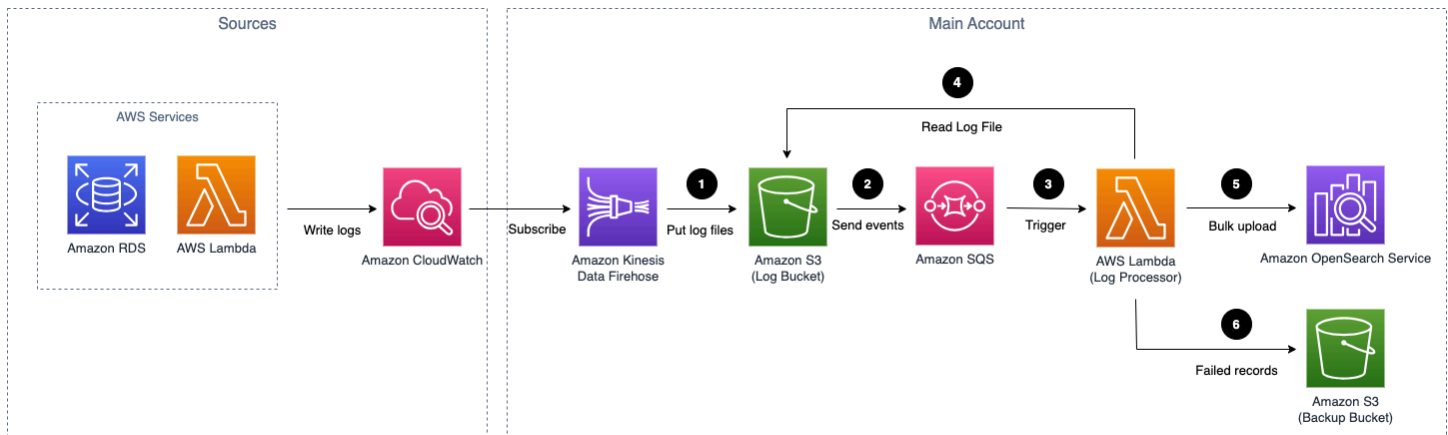 Sources
Main Account
4
AWS Services
Read Log File
1
2
3
5
Amazon RDS
AWS Lambda
Write logs
Amazon CloudWatch
Subscribe
Amazon Kinesis
Data Firehose
Put log files
Amazon S3
(Log Bucket)
Send events
Amazon SQS
Trigger
AWS Lambda
(Log Processor)
Bulk upload
Amazon OpenSearch Service
6
Failed records
Amazon S3
(Backup Bucket)